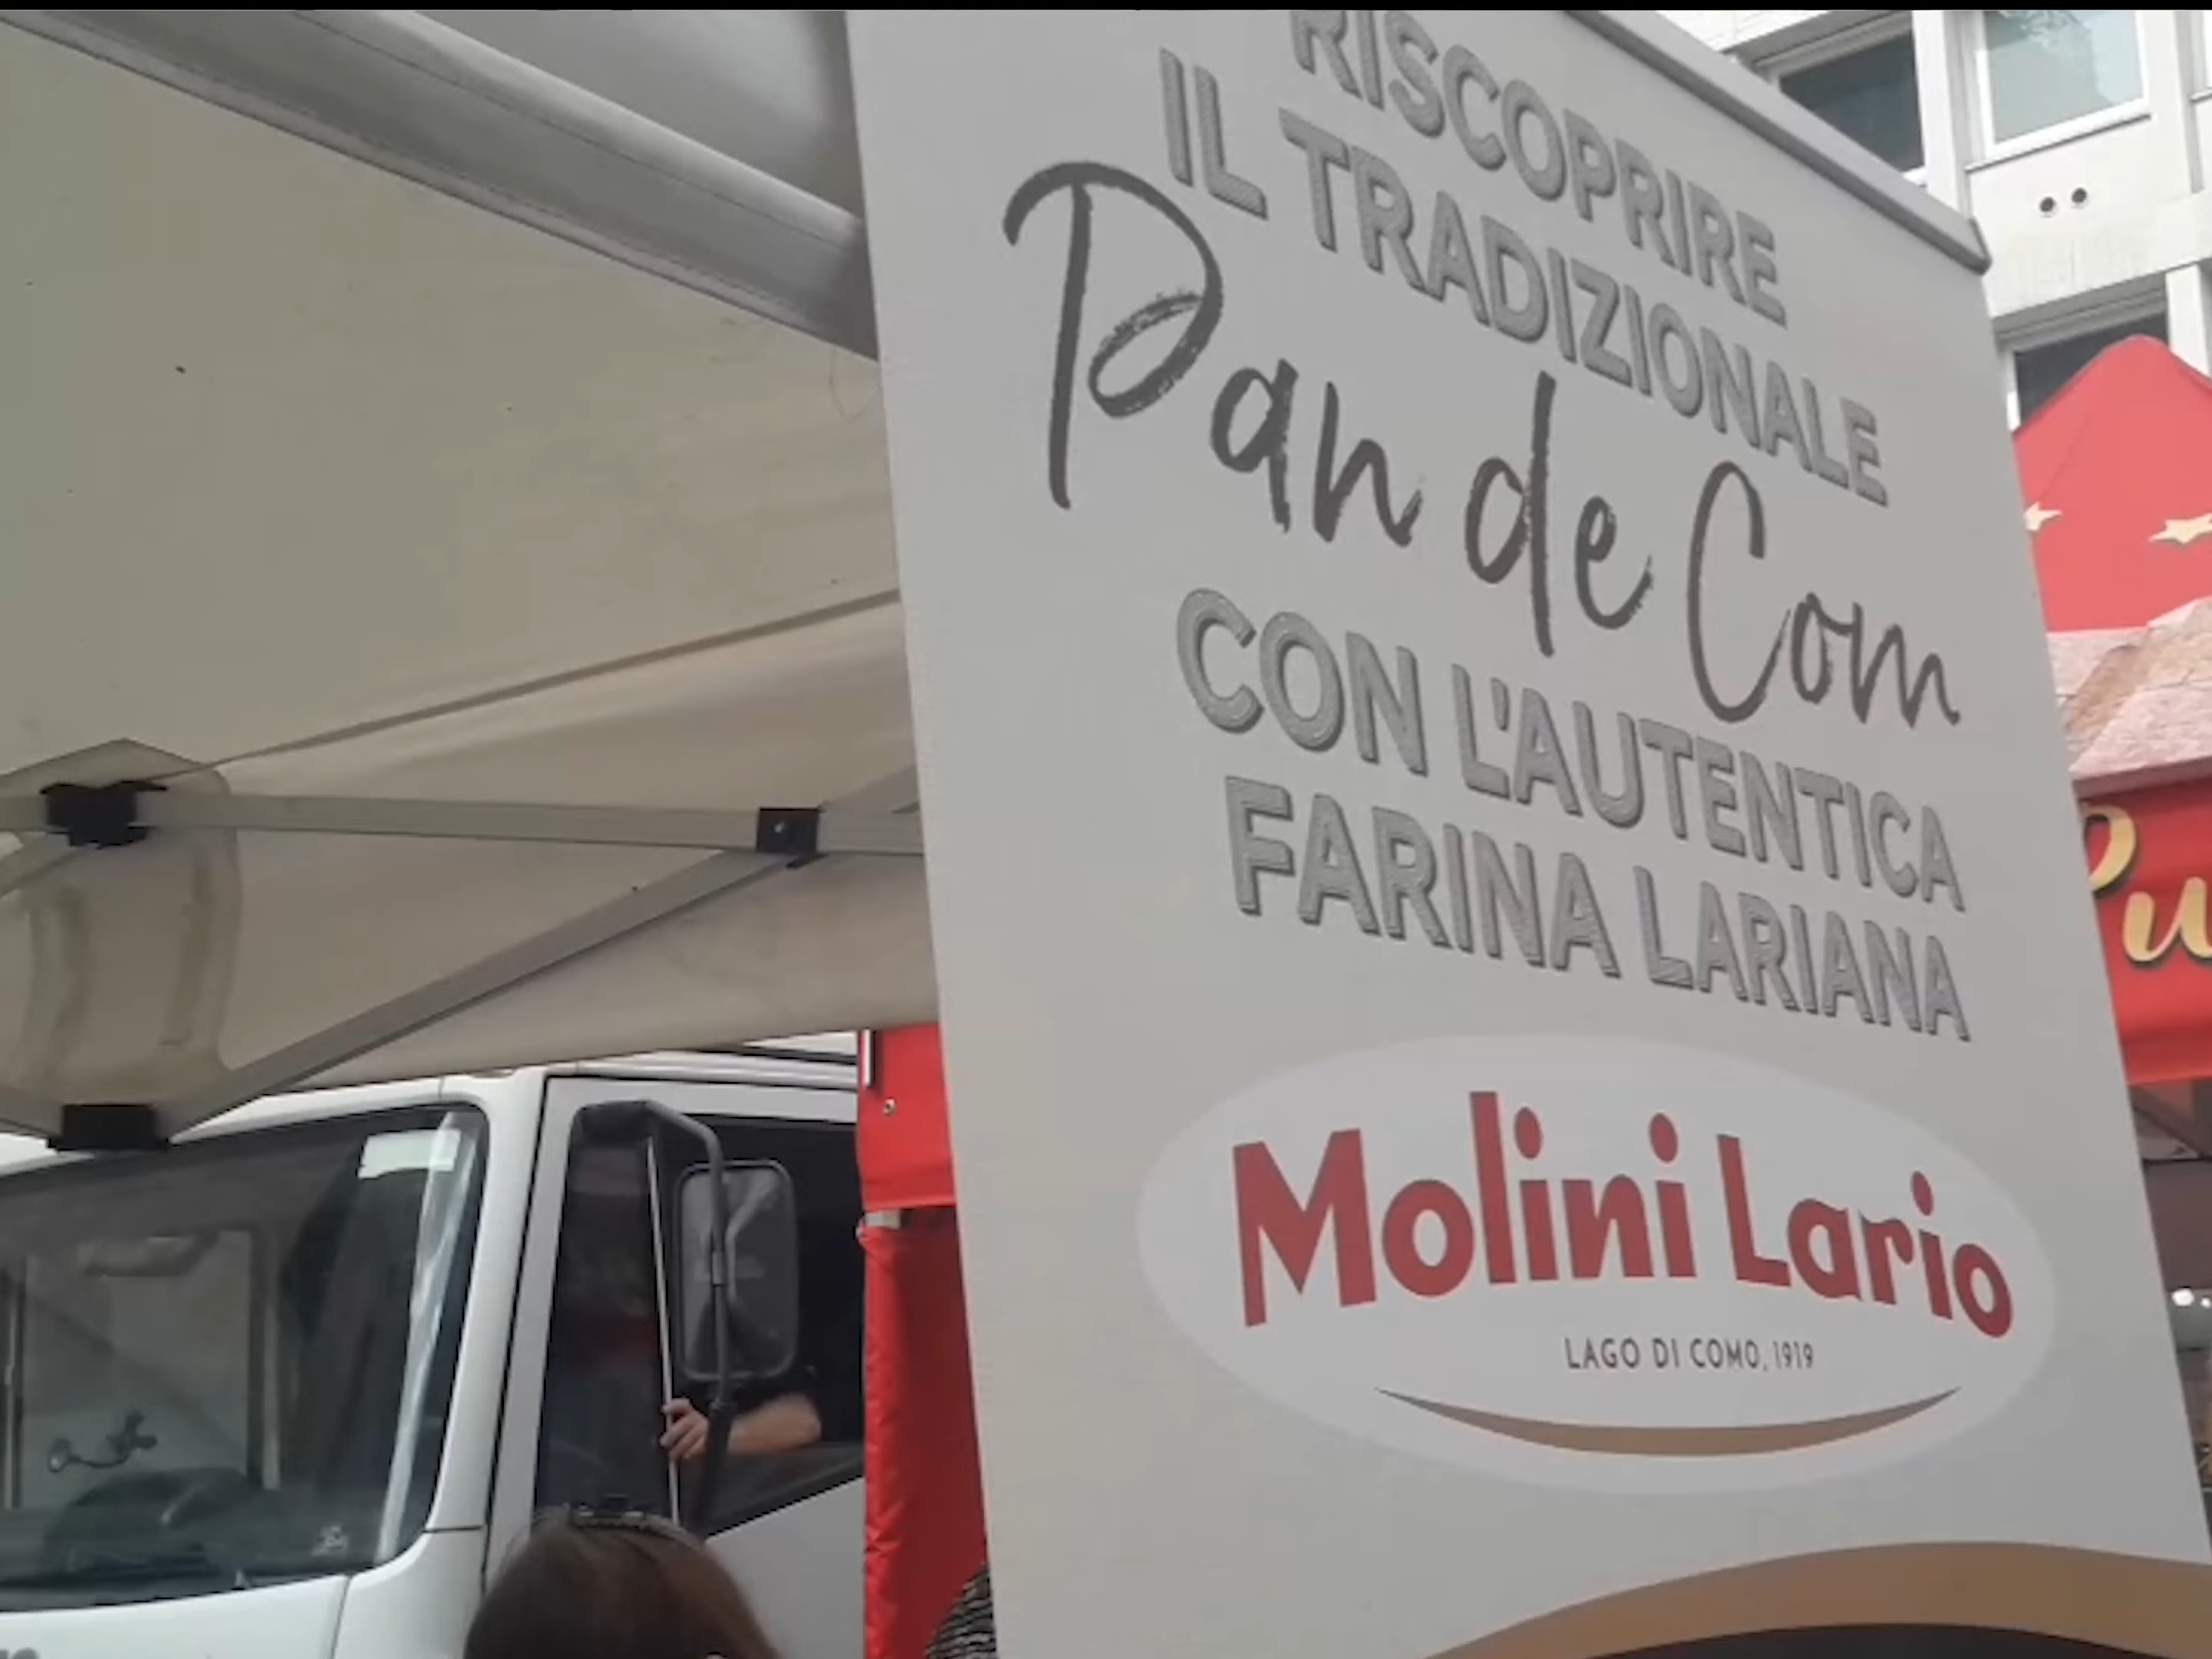 RISCOPRIRE
IL TRADIZIONALE
Pan de Com
CON L'AUTENTICA
FARINA LARIANA
Molini Lario
LAGO DI COMO, 1919